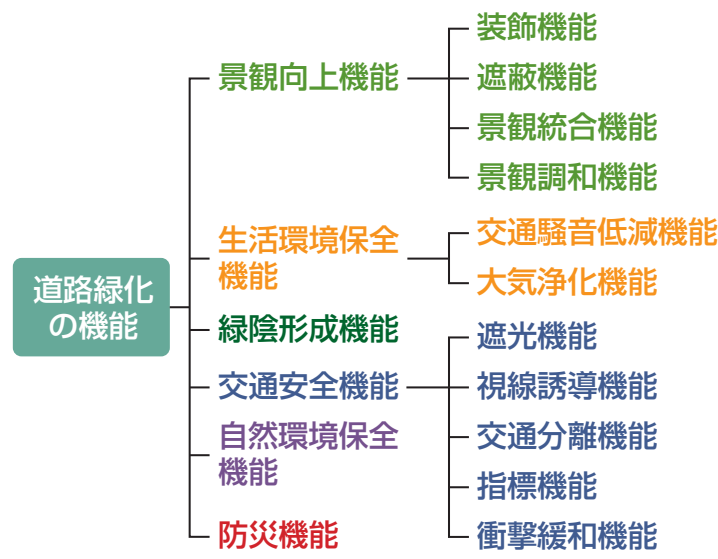 道路緑化
の機能
景観向上機能
装飾機能
遮蔽機能
景観統合機能
景観調和機能
生活環境保全
機能
交通騒音低減機能
大気浄化機能
緑陰形成機能
交通安全機能
遮光機能
視線誘導機能
交通分離機能
指標機能
衝撃緩和機能
自然環境保全
機能
防災機能